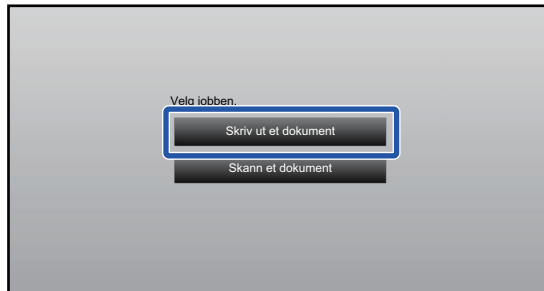 Velg jobben.
Skriv ut et dokument
Skann et dokument